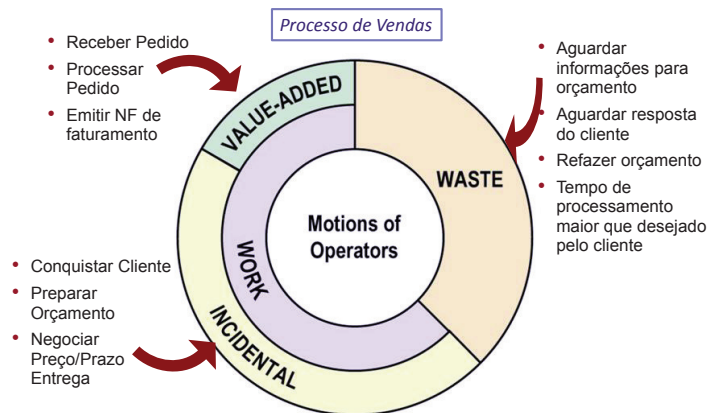 Processo de Vendas
• Receber Pedido
• Processar
Pedido
• Emitir NF de
faturamento
• Aguardar
informações para
orçamento
• Aguardar resposta
do cliente
• Refazer orçamento
• Tempo de
processamento
maior que desejado
pelo cliente
VALUE-ADDED
WASTE
Motions of
Operators
WORK
INCIDENTAL
• Conquistar Cliente
• Preparar
Orçamento
• Negociar
Preço/Prazo
Entrega